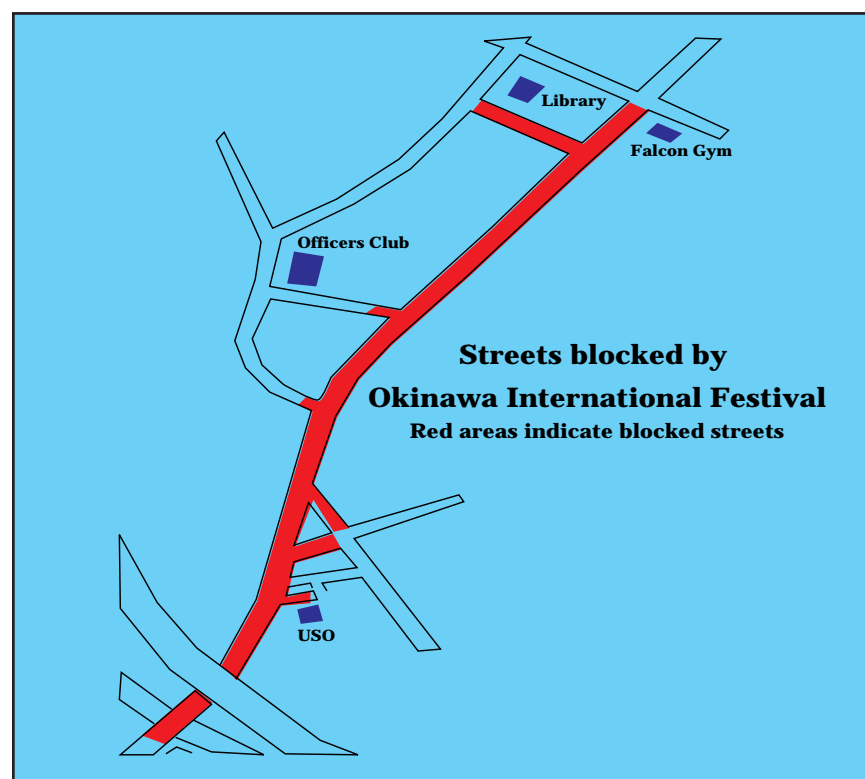 Library
Falcon Gym
Officers Club
Streets blocked by
Okinawa International Festival
Red areas indicate blocked streets
USO